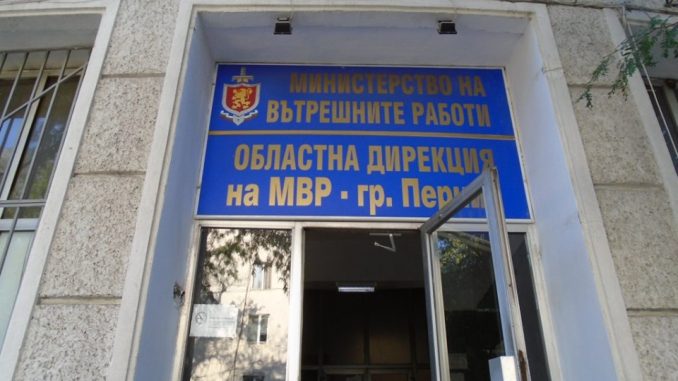 МИНИСТЕРСТВО НА
ВЪТРЕШНИТЕ РАБОТИ
ОБЛАСТНА ДИРЕКЦИЯ
на МВР - гр.